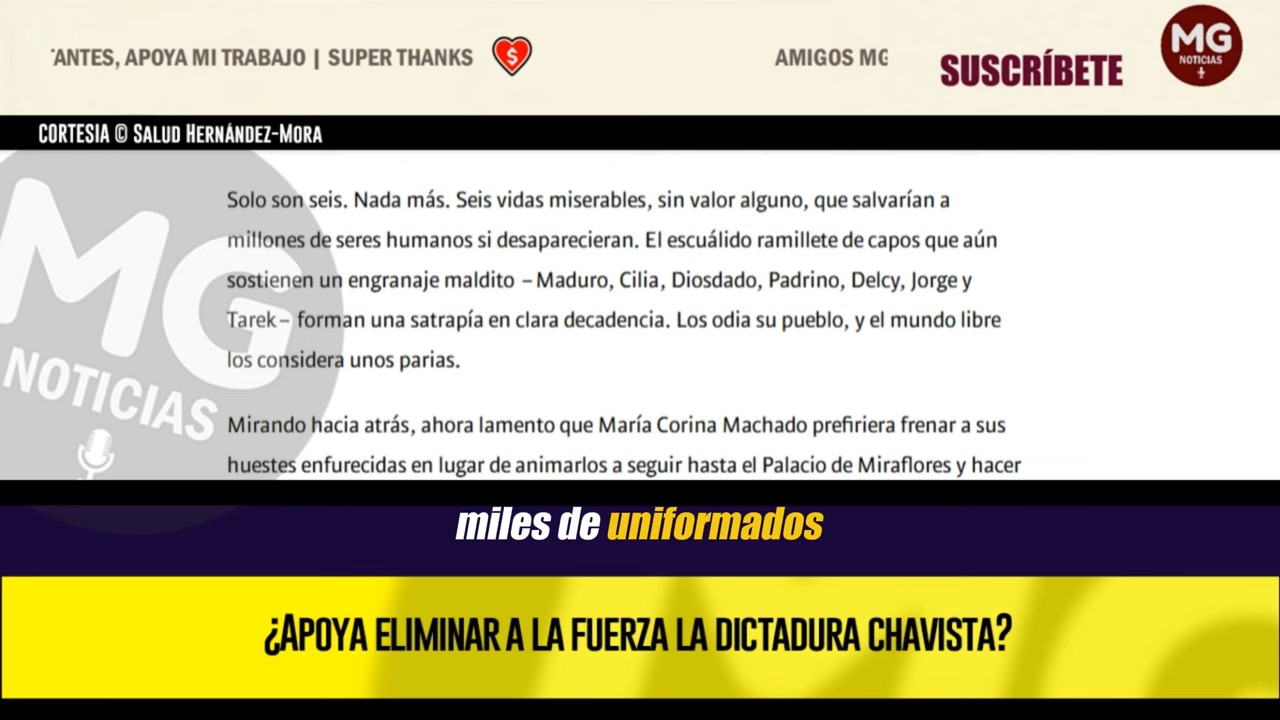 'ANTES, APOYA MI TRABAJO | SUPER THANKS
AMIGOS MG
SUSCRÍBETE
MG
NOTICIAS
CORTESIA © SALUD HERNÁNDEZ-MORA
MG
NOTICIAS
Solo son seis. Nada más. Seis vidas miserables, sin valor alguno, que salvarían a
millones de seres humanos si desaparecieran. El escuálido ramillete de capos que aún
sostienen un engranaje maldito –Maduro, Cilia, Diosdado, Padrino, Delcy, Jorge y
Tarek– forman una satrapía en clara decadencia. Los odia su pueblo, y el mundo libre
los considera unos parias.
Mirando hacia atrás, ahora lamento que María Corina Machado prefiriera frenar a sus
huestes enfurecidas en lugar de animarlos a seguir hasta el Palacio de Miraflores y hacer
miles de uniformados
¿APOYA ELIMINAR A LA FUERZA LA DICTADURA CHAVISTA?